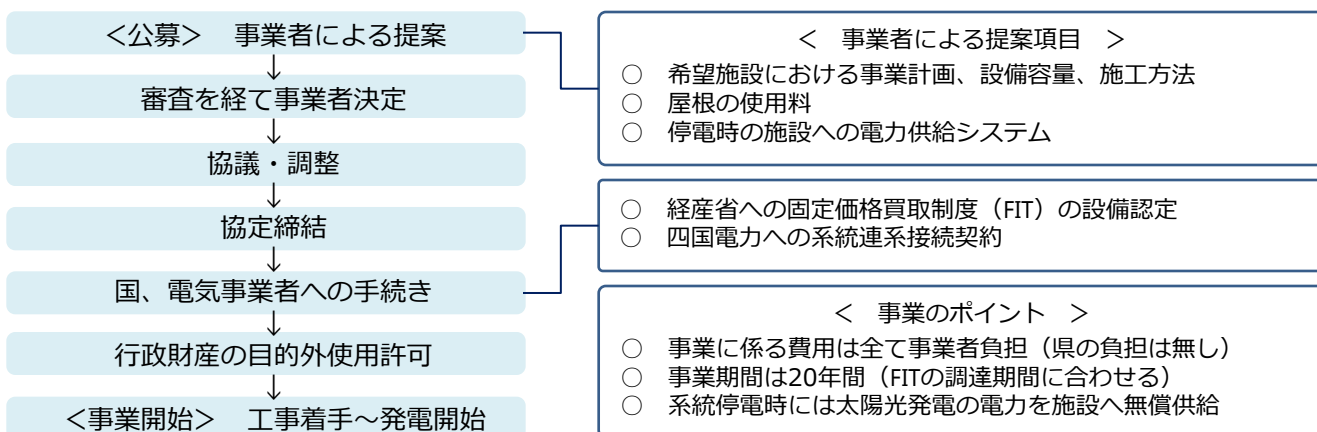 ＜公募＞　事業者による提案
↓
審査を経て事業者決定
↓
協議・調整
↓
協定締結
↓
国、電気事業者への手続き
↓
行政財産の目的外使用許可
↓
＜事業開始＞　工事着手～発電開始
＜　事業者による提案項目　＞
○　希望施設における事業計画、設備容量、施工方法
○　屋根の使用料
○　停電時の施設への電力供給システム
○　経産省への固定価格買取制度（FIT）の設備認定
○　四国電力への系統連系接続契約
＜　事業のポイント　＞
○　事業に係る費用は全て事業者負担（県の負担は無し）
○　事業期間は20年間（FITの調達期間に合わせる）
○　系統停電時には太陽光発電の電力を施設へ無償供給